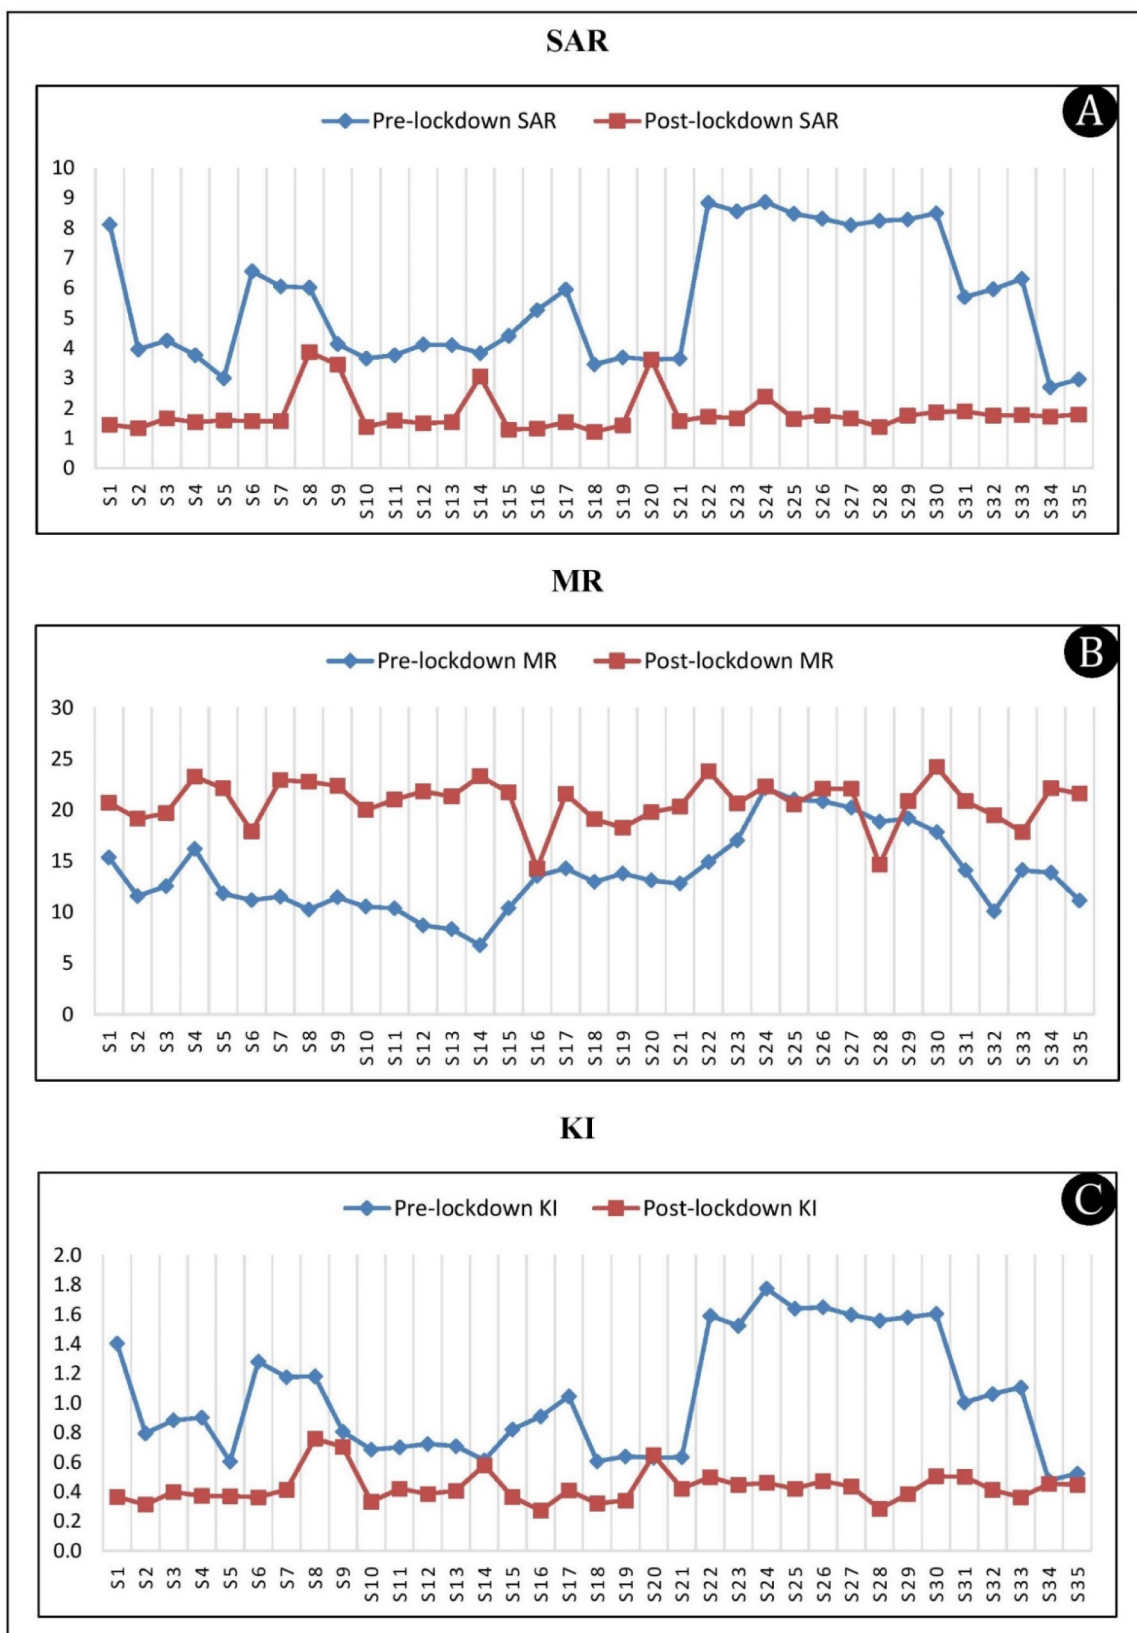 SAR
A
Pre-lockdown SAR Post-lockdown SAR
10
9
8
7
6
5
4
3
2
1
0
S1 S2 S3 S4 S5 S6 S7 S8 S9 S10 S11 S12 S13 S14 S15 S16 S17 S18 S19 S20 S21 S22 S23 S24 S25 S26 S27 S28 S29 S30 S31 S32 S33 S34 S35
MR
B
Pre-lockdown MR Post-lockdown MR
30
25
20
15
10
5
0
S1 S2 S3 S4 S5 S6 S7 S8 S9 S10 S11 S12 S13 S14 S15 S16 S17 S18 S19 S20 S21 S22 S23 S24 S25 S26 S27 S28 S29 S30 S31 S32 S33 S34 S35
KI
C
Pre-lockdown KI Post-lockdown KI
2.0
1.8
1.6
1.4
1.2
1.0
0.8
0.6
0.4
0.2
0.0
S1 S2 S3 S4 S5 S6 S7 S8 S9 S10 S11 S12 S13 S14 S15 S16 S17 S18 S19 S20 S21 S22 S23 S24 S25 S26 S27 S28 S29 S30 S31 S32 S33 S34 S35